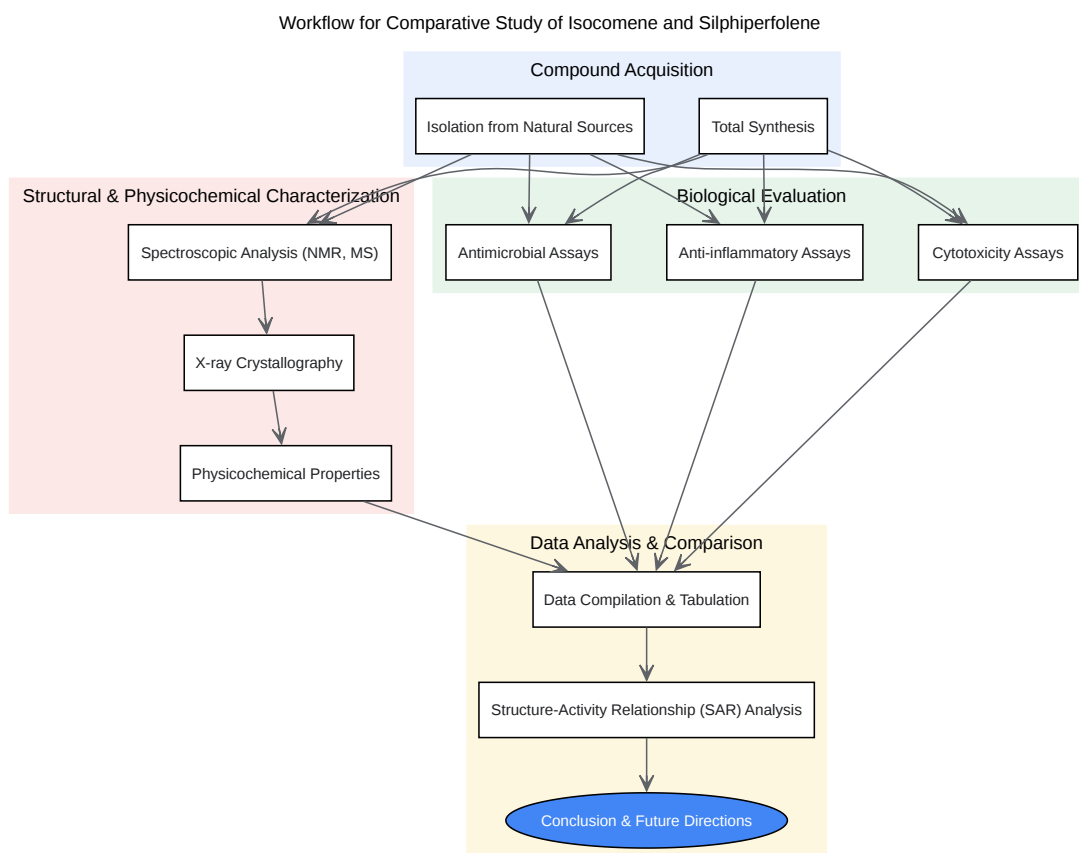 Workflow for Comparative Study of Isocomene and Silphiperfolene
Compound Acquisition
Isolation from Natural Sources
Total Synthesis
Structural & Physicochemical Characterization
Biological Evaluation
Spectroscopic Analysis (NMR, MS)
Antimicrobial Assays
Anti-inflammatory Assays
Cytotoxicity Assays
X-ray Crystallography
Physicochemical Properties
Data Analysis & Comparison
Data Compilation & Tabulation
Structure-Activity Relationship (SAR) Analysis
Conclusion & Future Directions